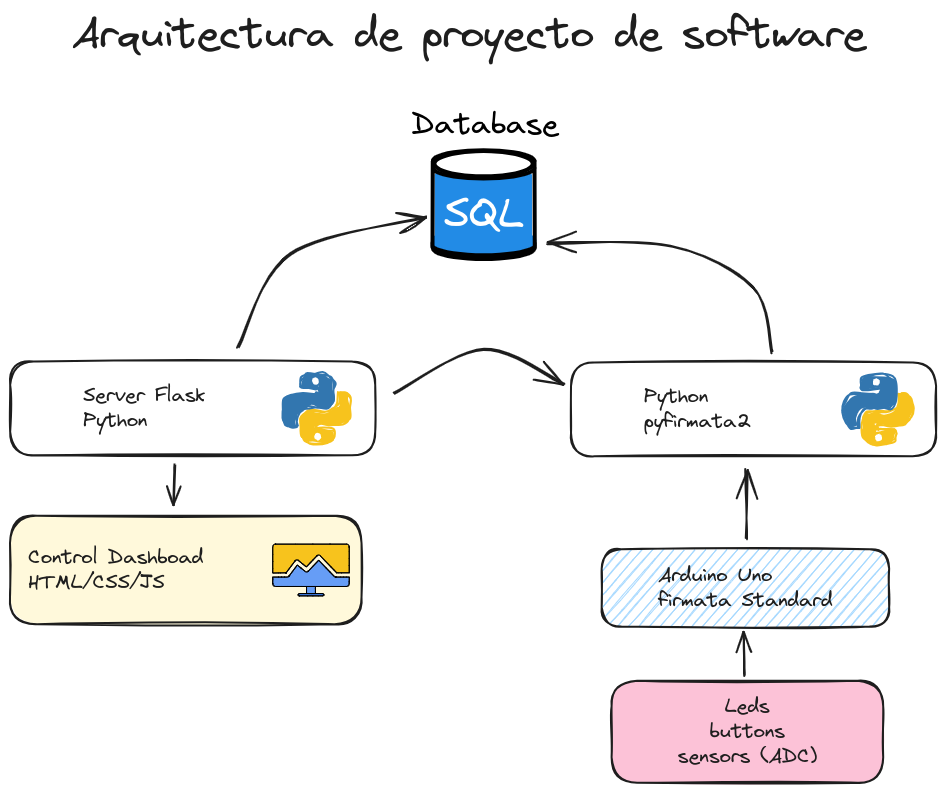 Arquitectura de proyecto de software
Database
SQL
Server Flask
Python
Python
pyfirmata2
Control Dashboad
HTML/CSS/JS
Arduino Uno
firmata Standard
Leds
buttons
sensors (ADC)